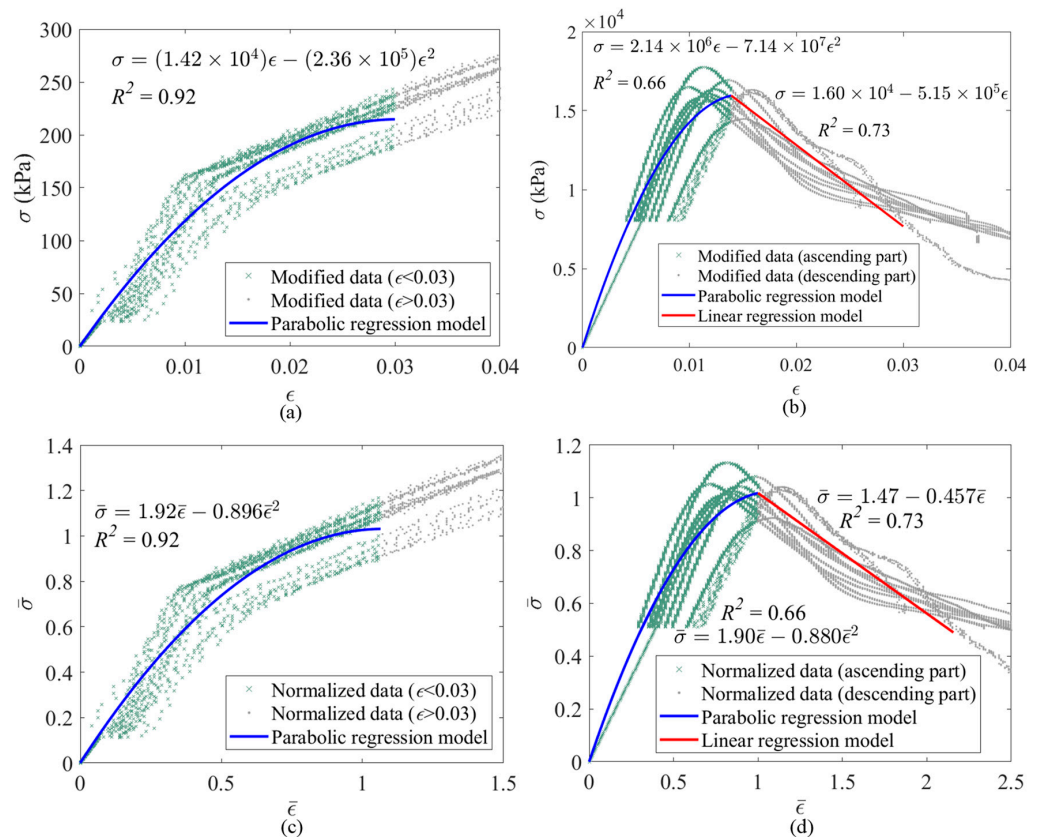 300
250
200
150
100
50
0
σ (kPa)
σ = (1.42 × 10⁴)ϵ − (2.36 × 10⁵)ϵ²
R² = 0.92
Modified data (ϵ<0.03)
Modified data (ϵ>0.03)
Parabolic regression model
0 0.01 0.02 0.03 0.04
ϵ
(a)
×10⁴
2
1.5
1
0.5
0
σ (kPa)
σ = 2.14 × 10⁶ϵ − 7.14 × 10⁷ϵ²
R² = 0.66
σ = 1.60 × 10⁴ − 5.15 × 10⁵ϵ
R² = 0.73
Modified data (ascending part)
Modified data (descending part)
Parabolic regression model
Linear regression model
0 0.01 0.02 0.03 0.04
ϵ
(b)
1.4
1.2
1
0.8
0.6
0.4
0.2
0
σ̄
σ̄ = 1.92ϵ̄ − 0.896ϵ̄²
R² = 0.92
Normalized data (ϵ<0.03)
Normalized data (ϵ>0.03)
Parabolic regression model
0 0.5 1 1.5
ϵ̄
(c)
1.2
1
0.8
0.6
0.4
0.2
0
σ̄
σ̄ = 1.47 − 0.457ϵ̄
R² = 0.73
R² = 0.66
σ̄ = 1.90ϵ̄ − 0.880ϵ̄²
Normalized data (ascending part)
Normalized data (descending part)
Parabolic regression model
Linear regression model
0 0.5 1 1.5 2 2.5
ϵ̄
(d)